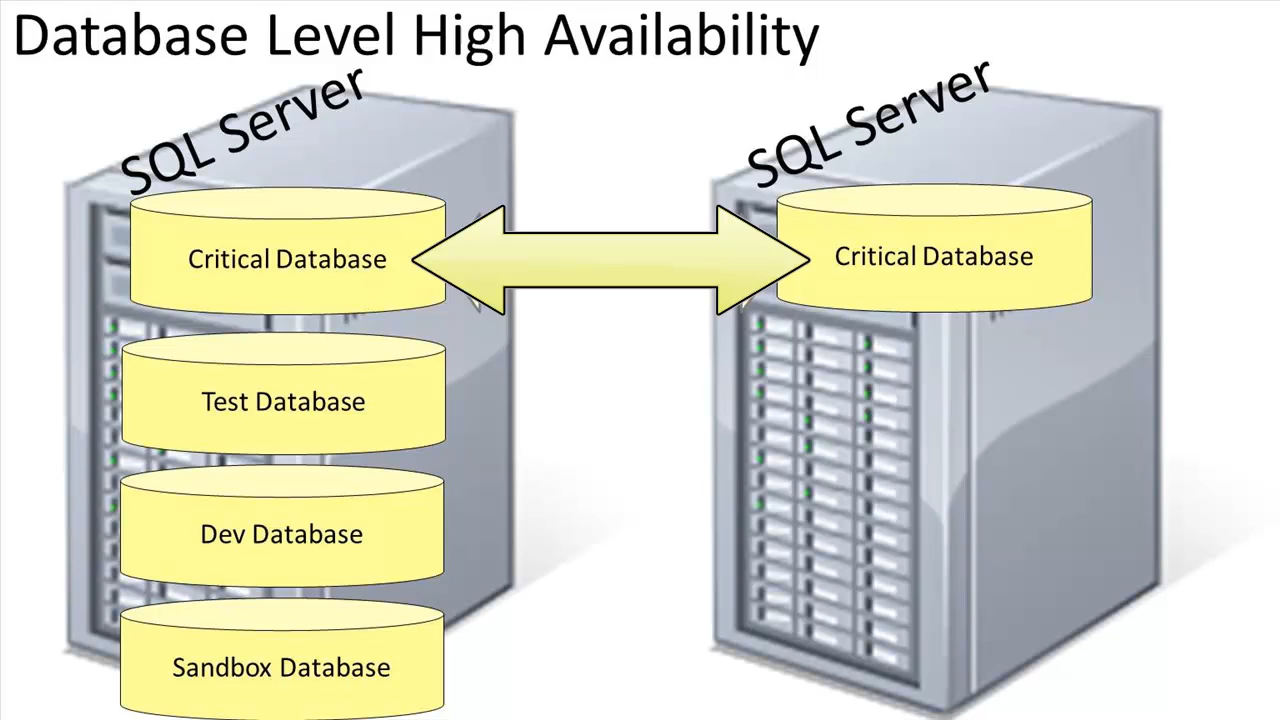 Database Level High Availability
SQL Server
SQL Server
Critical Database
Critical Database
Test Database
Dev Database
Sandbox Database